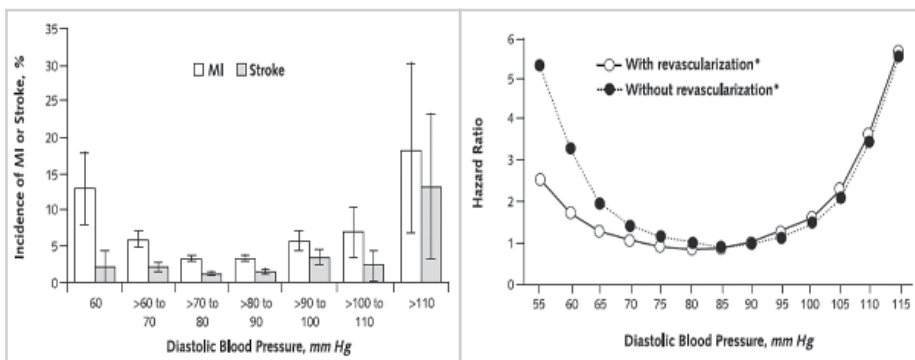 Incidence of MI or Stroke, %
35
30
25
20
15
10
5
0
MI Stroke
60 >60 to 70 >70 to 80 >80 to 90 >90 to 100 >100 to 110 >110
Diastolic Blood Pressure, mm Hg
Hazard Ratio
6
5
4
3
2
1
0
With revascularization*
Without revascularization*
55 60 65 70 75 80 85 90 95 100 105 110 115
Diastolic Blood Pressure, mm Hg